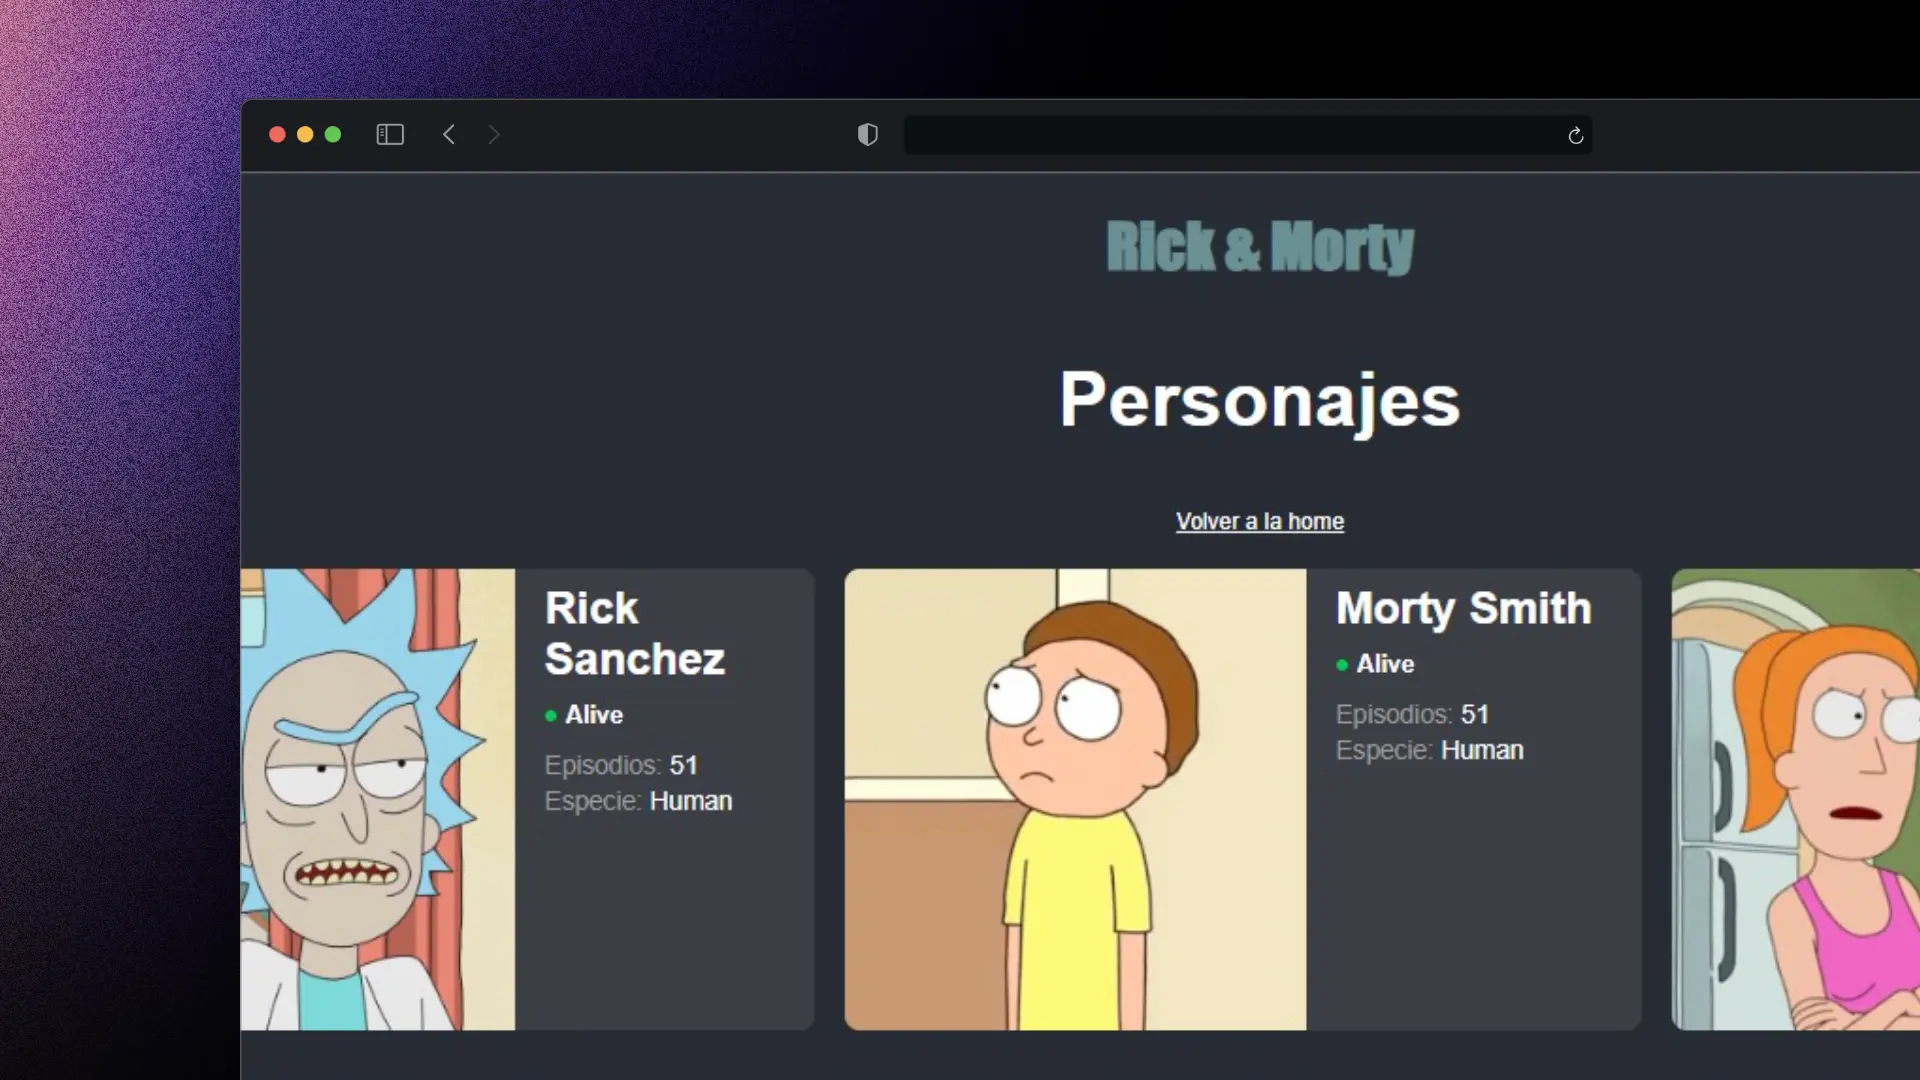 Rick & Morty
Personajes
Volver a la home
Rick
Sanchez
Alive
Episodios: 51
Especie: Human
Morty Smith
Alive
Episodios: 51
Especie: Human